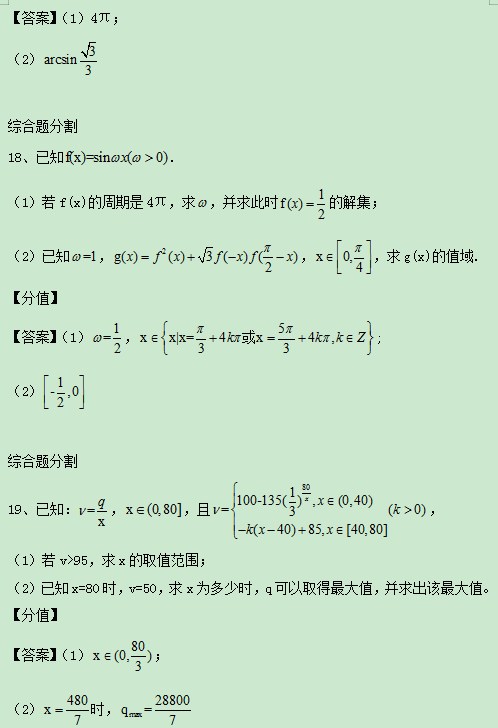 【答案】(1) 4π;
(2) arcsin √3/3
综合题分割
18、已知f(x)=sinωx(ω>0).
(1) 若 f(x)的周期是 4π, 求ω, 并求此时f(x)=1/2的解集;
(2) 已知ω=1, g(x)=f²(x)+√3f(-x)f(π/2-x), x∈[0,π/4], 求 g(x)的值域.
【分值】
【答案】(1) ω=1/2, x∈{x|x=π/3+4kπ或x=5π/3+4kπ,k∈Z};
(2) [-1/2,0]
综合题分割
19、已知: v=q/x, x∈(0,80], 且v={100-135(1/3)^(80/x),x∈(0,40) -k(x-40)+85,x∈[40,80] (k>0),
(1) 若 v>95, 求 x 的取值范围;
(2) 已知 x=80 时, v=50, 求 x 为多少时, q 可以取得最大值, 并求出该最大值。
【分值】
【答案】(1) x∈(0,80/3);
(2) x=480/7时, qmax=28800/7